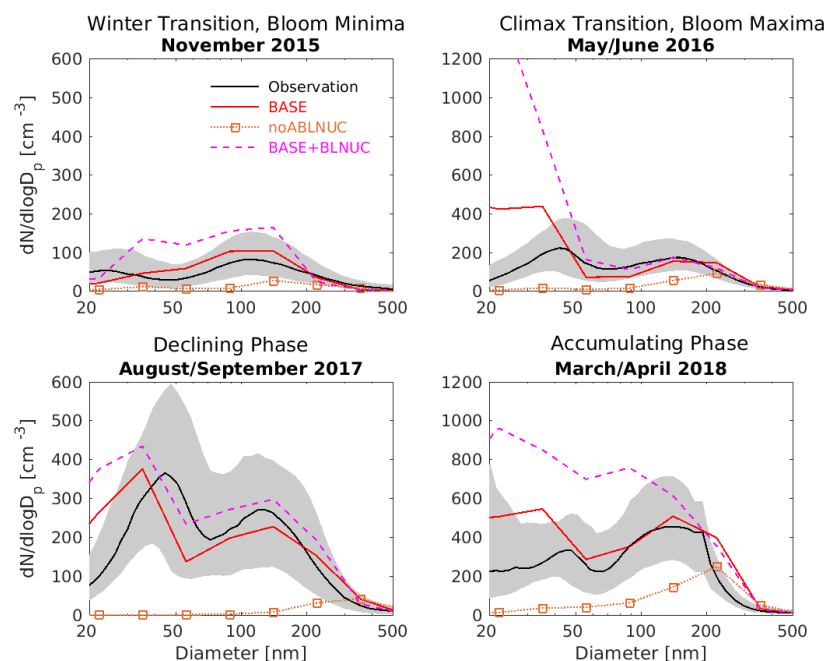 Winter Transition, Bloom Minima
November 2015
600
500
400
300
200
100
0
dN/dlogD_p [cm^-3]
20 50 100 200 500
Observation
BASE
noABLNUC
BASE+BLNUC
Climax Transition, Bloom Maxima
May/June 2016
1200
1000
800
600
400
200
0
20 50 100 200 500
Declining Phase
August/September 2017
600
500
400
300
200
100
0
dN/dlogD_p [cm^-3]
20 50 100 200 500
Diameter [nm]
Accumulating Phase
March/April 2018
1200
1000
800
600
400
200
0
20 50 100 200 500
Diameter [nm]